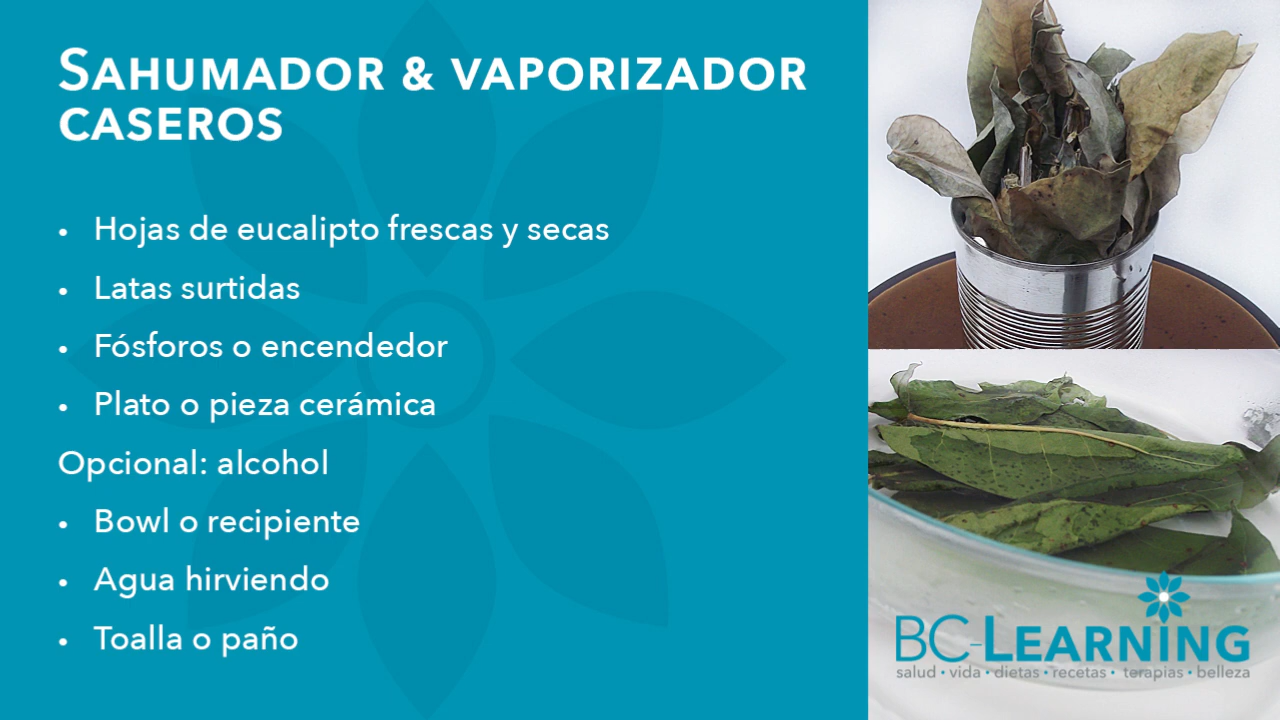 SAHUMADOR & VAPORIZADOR
CASEROS
• Hojas de eucalipto frescas y secas
• Latas surtidas
• Fósforos o encendedor
• Plato o pieza cerámica
Opcional: alcohol
• Bowl o recipiente
• Agua hirviendo
• Toalla o paño
BC-LEARNING
salud • vida • dietas • recetas • terapias • belleza